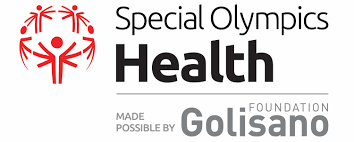 Special Olympics
Health
MADE
POSSIBLE BY
FOUNDATION
Golisano